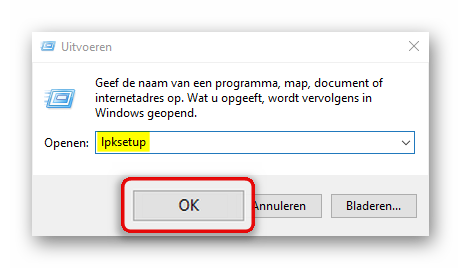 Uitvoeren
Geef de naam van een programma, map, document of
internetadres op. Wat u opgeeft, wordt vervolgens in
Windows geopend.
Openen: lpksetup
OK Annuleren Bladeren...